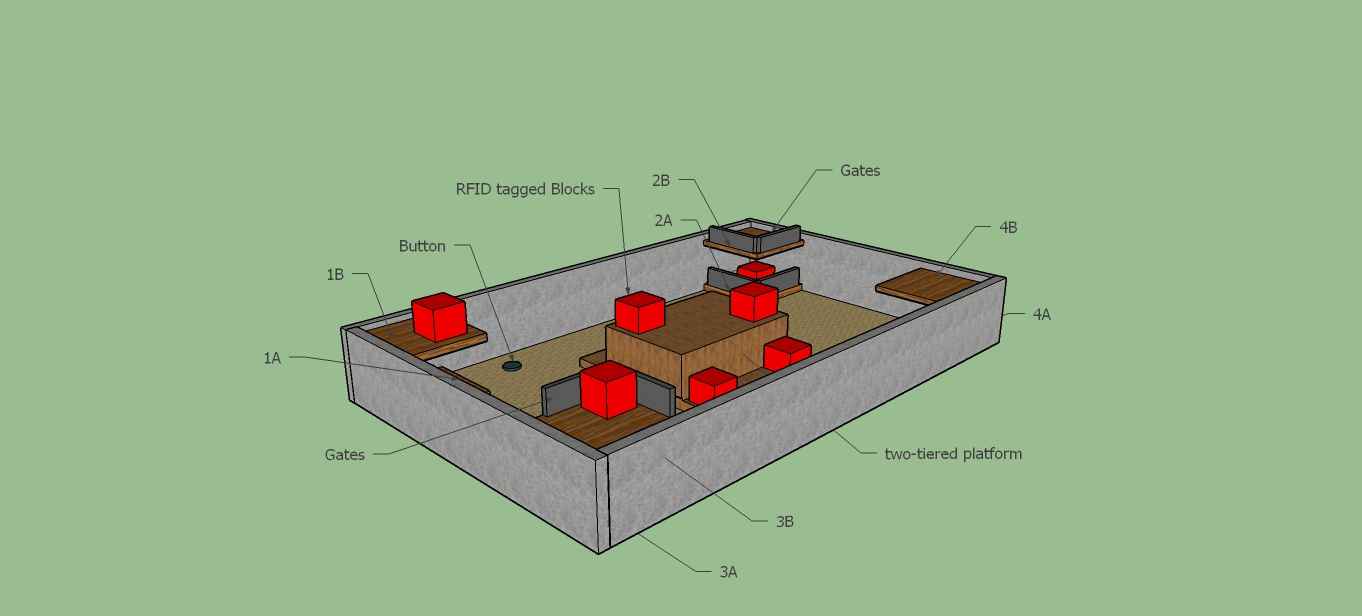 Gates
2B
RFID tagged Blocks
2A
4B
Button
1B
4A
1A
Gates
two-tiered platform
3B
3A